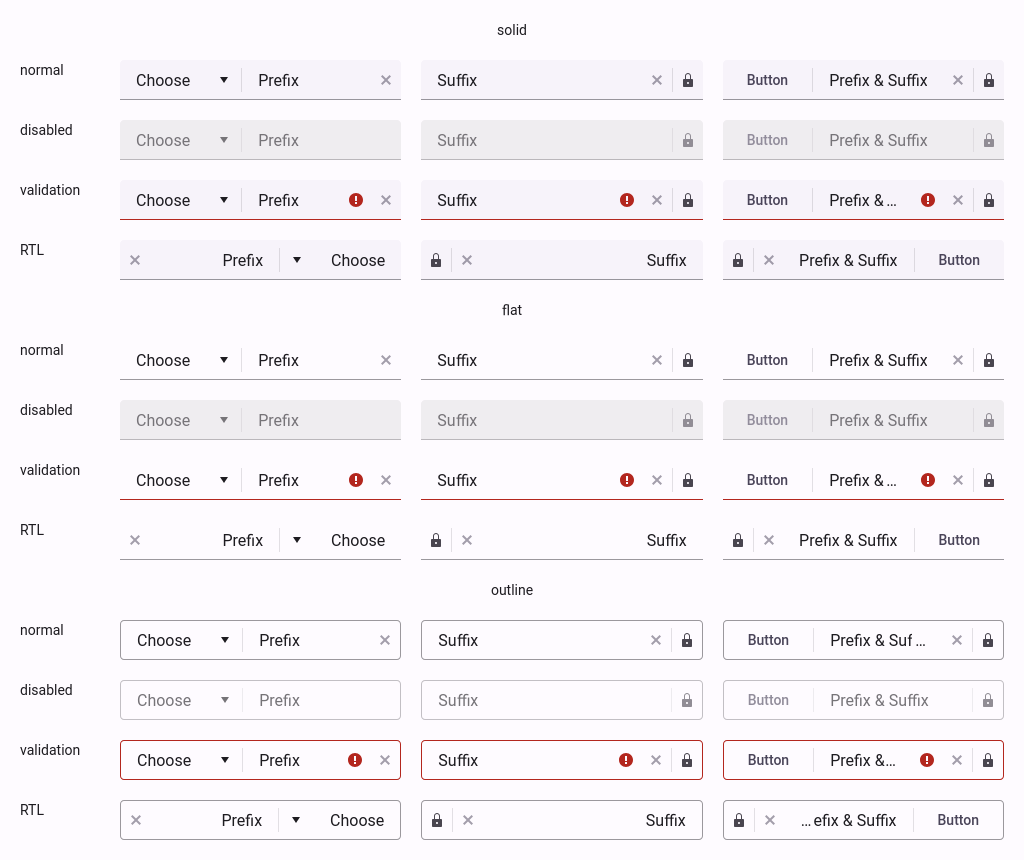 solid
normal Choose Prefix Suffix Button Prefix & Suffix
disabled Choose Prefix Suffix Button Prefix & Suffix
validation Choose Prefix Suffix Button Prefix & …
RTL Prefix Choose Suffix Prefix & Suffix Button
flat
normal Choose Prefix Suffix Button Prefix & Suffix
disabled Choose Prefix Suffix Button Prefix & Suffix
validation Choose Prefix Suffix Button Prefix & …
RTL Prefix Choose Suffix Prefix & Suffix Button
outline
normal Choose Prefix Suffix Button Prefix & Suf …
disabled Choose Prefix Suffix Button Prefix & Suffix
validation Choose Prefix Suffix Button Prefix &…
RTL Prefix Choose Suffix … efix & Suffix Button